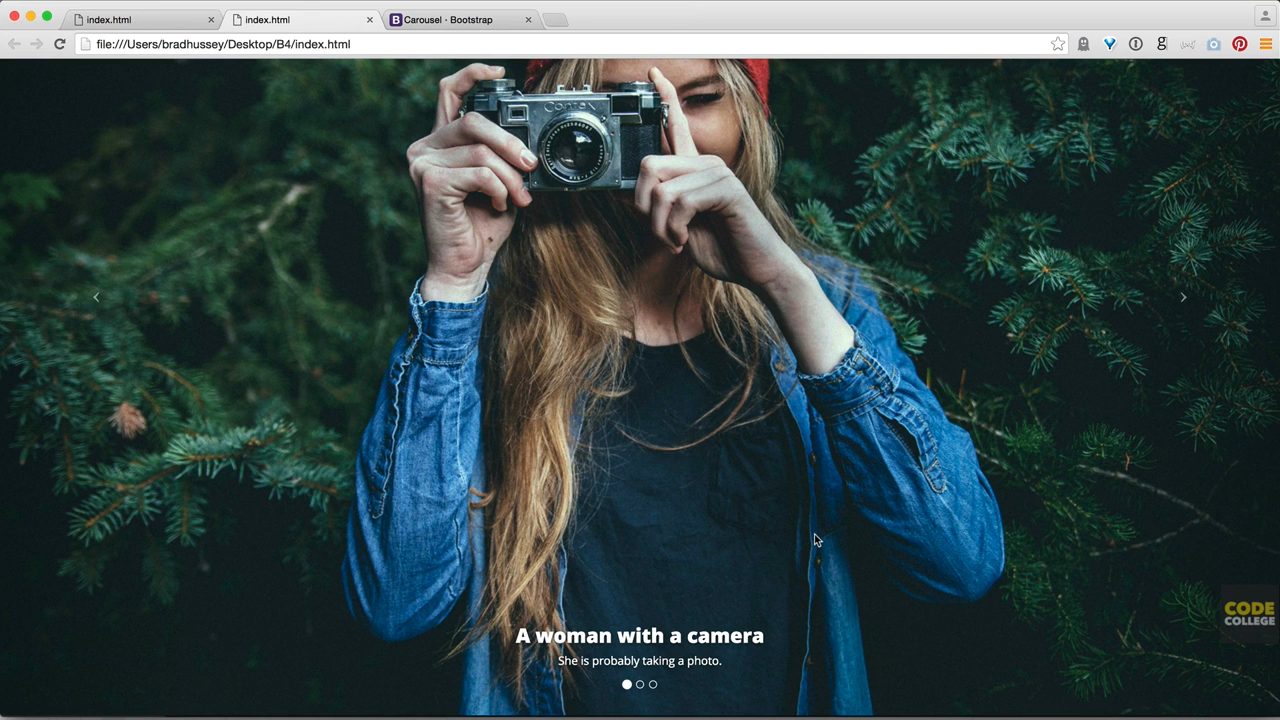 index.html
index.html
Carousel · Bootstrap
file:///Users/bradhussey/Desktop/B4/index.html
Contax
A woman with a camera
She is probably taking a photo.
CODE
COLLEGE